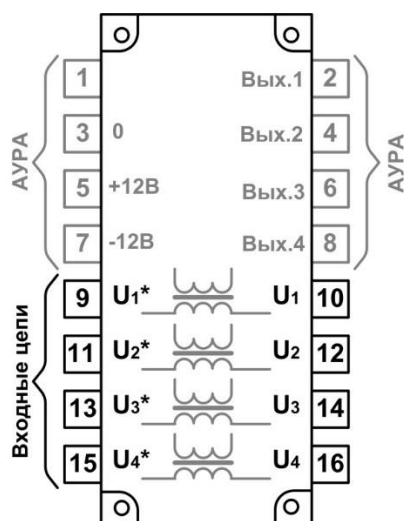 1 Вых.1 2
3 0 Вых.2 4
5 +12В Вых.3 6
7 -12В Вых.4 8
АУРА
АУРА
9 U1* U1 10
11 U2* U2 12
13 U3* U3 14
15 U4* U4 16
Входные цепи